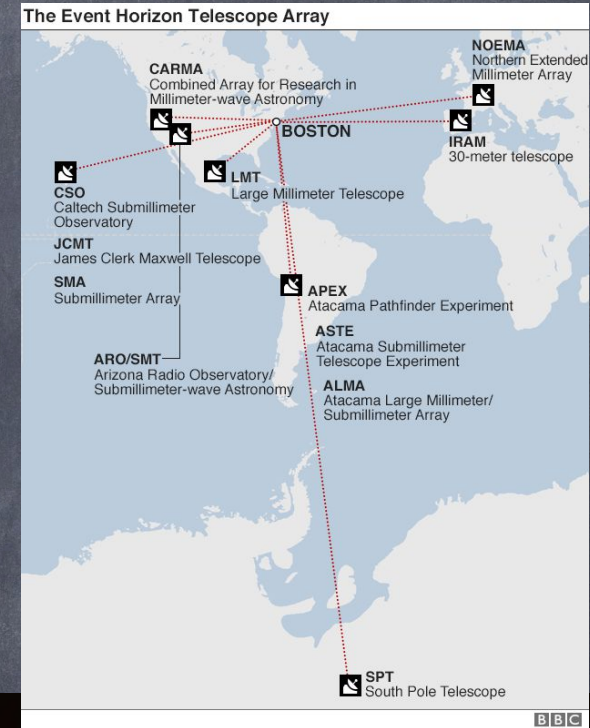 The Event Horizon Telescope Array
NOEMA
Northern Extended
Millimeter Array
CARMA
Combined Array for Research in
Millimeter-wave Astronomy
BOSTON
IRAM
30-meter telescope
LMT
Large Millimeter Telescope
CSO
Caltech Submillimeter
Observatory
JCMT
James Clerk Maxwell Telescope
SMA
Submillimeter Array
APEX
Atacama Pathfinder Experiment
ASTE
Atacama Submillimeter
Telescope Experiment
ARO/SMT
Arizona Radio Observatory/
Submillimeter-wave Astronomy
ALMA
Atacama Large Millimeter/
Submillimeter Array
SPT
South Pole Telescope
BBC